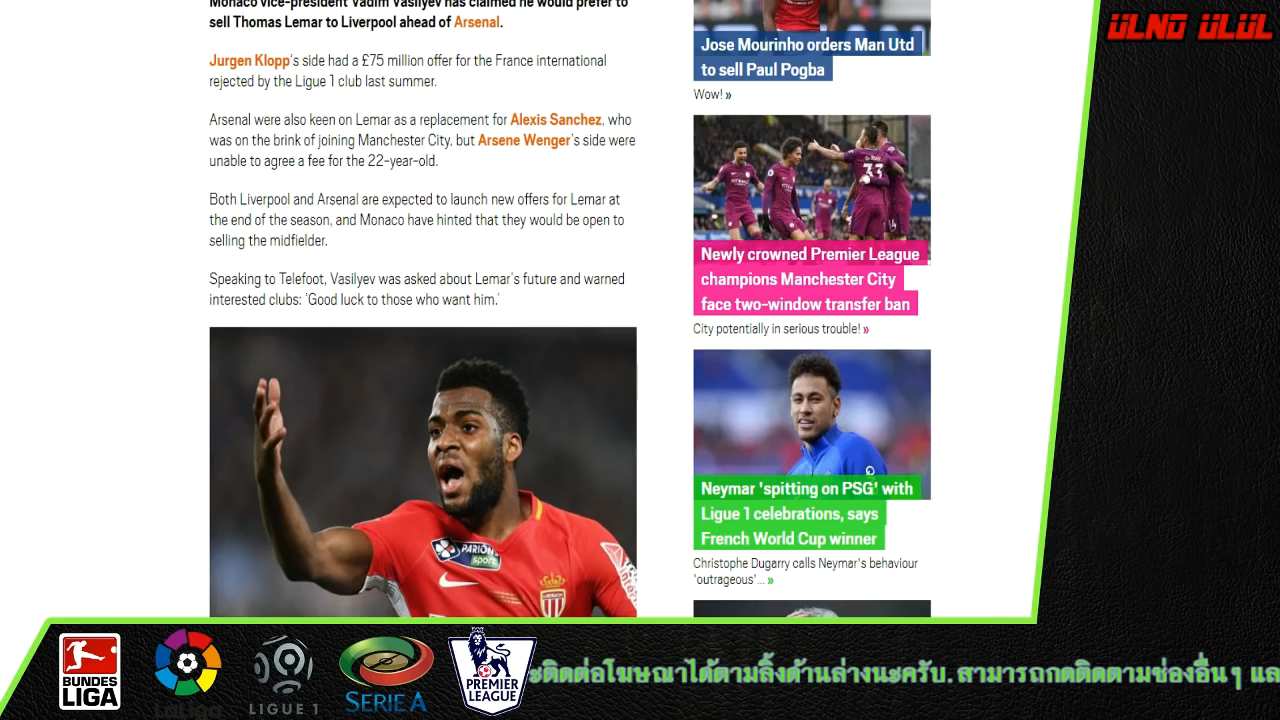 Monaco vice-president Vadim Vasilyev has claimed he would prefer to
sell Thomas Lemar to Liverpool ahead of Arsenal.
Jurgen Klopp's side had a £75 million offer for the France international
rejected by the Ligue 1 club last summer.
Arsenal were also keen on Lemar as a replacement for Alexis Sanchez, who
was on the brink of joining Manchester City, but Arsene Wenger's side were
unable to agree a fee for the 22-year-old.
Both Liverpool and Arsenal are expected to launch new offers for Lemar at
the end of the season, and Monaco have hinted that they would be open to
selling the midfielder.
Speaking to Telefoot, Vasilyev was asked about Lemar's future and warned
interested clubs: 'Good luck to those who want him.'
PARIONS
sport
Jose Mourinho orders Man Utd
to sell Paul Pogba
Wow! »
33
Newly crowned Premier League
champions Manchester City
face two-window transfer ban
City potentially in serious trouble! »
Neymar 'spitting on PSG' with
Ligue 1 celebrations, says
French World Cup winner
Christophe Dugarry calls Neymar's behaviour
'outrageous'... »
BUNDES
LIGA
LaLiga
LIGUE 1
SERIE A
PREMIER
LEAGUE
ะติดต่อโฆษณาได้ตามลิ้งด้านล่างนะครับ. สามารถกดติดตามช่องอื่นๆ แล